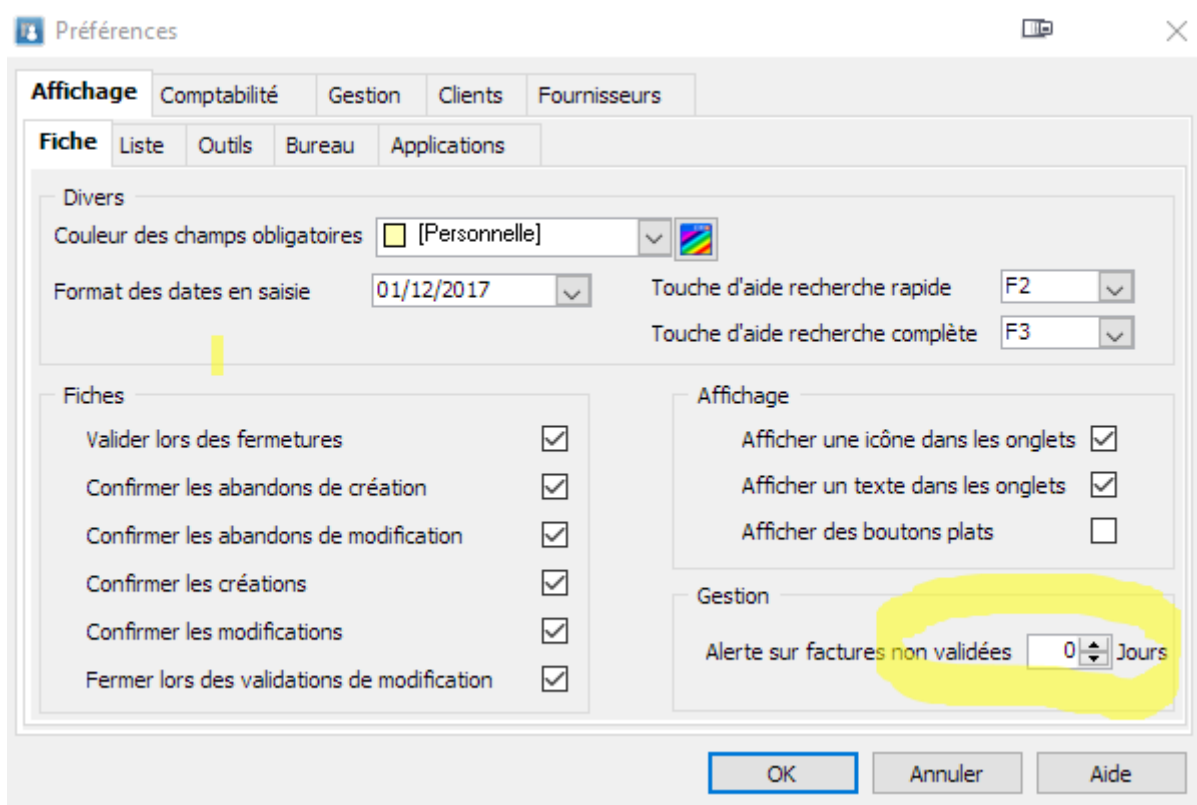 Préférences
Affichage Comptabilité Gestion Clients Fournisseurs
Fiche Liste Outils Bureau Applications
Divers
Couleur des champs obligatoires [Personnelle]
Format des dates en saisie 01/12/2017
Touche d'aide recherche rapide F2
Touche d'aide recherche complète F3
Fiches
Valider lors des fermetures
Confirmer les abandons de création
Confirmer les abandons de modification
Confirmer les créations
Confirmer les modifications
Fermer lors des validations de modification
Affichage
Afficher une icône dans les onglets
Afficher un texte dans les onglets
Afficher des boutons plats
Gestion
Alerte sur factures non validées 0 Jours
OK Annuler Aide